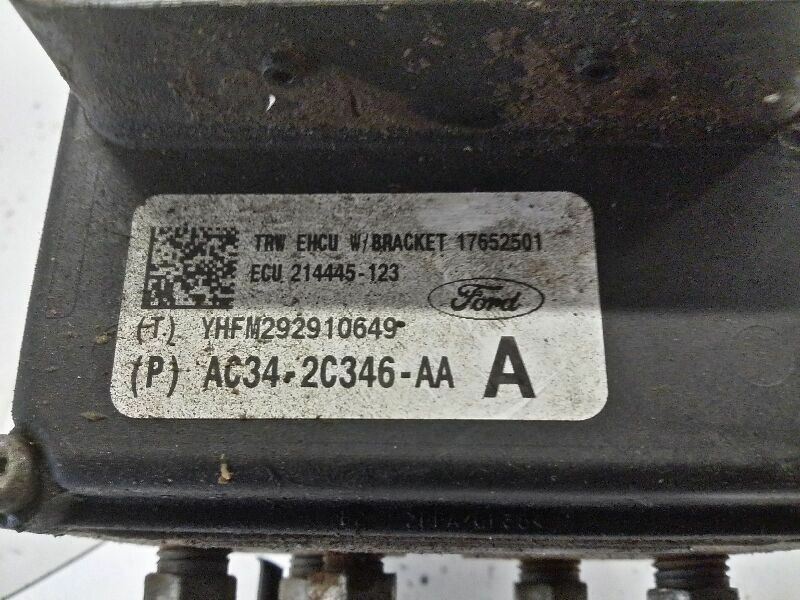 TRW EHCU W/BRACKET 17652501
ECU 214445-123
Ford
(T) YHFM292910649
(P) AC34-2C346-AA A